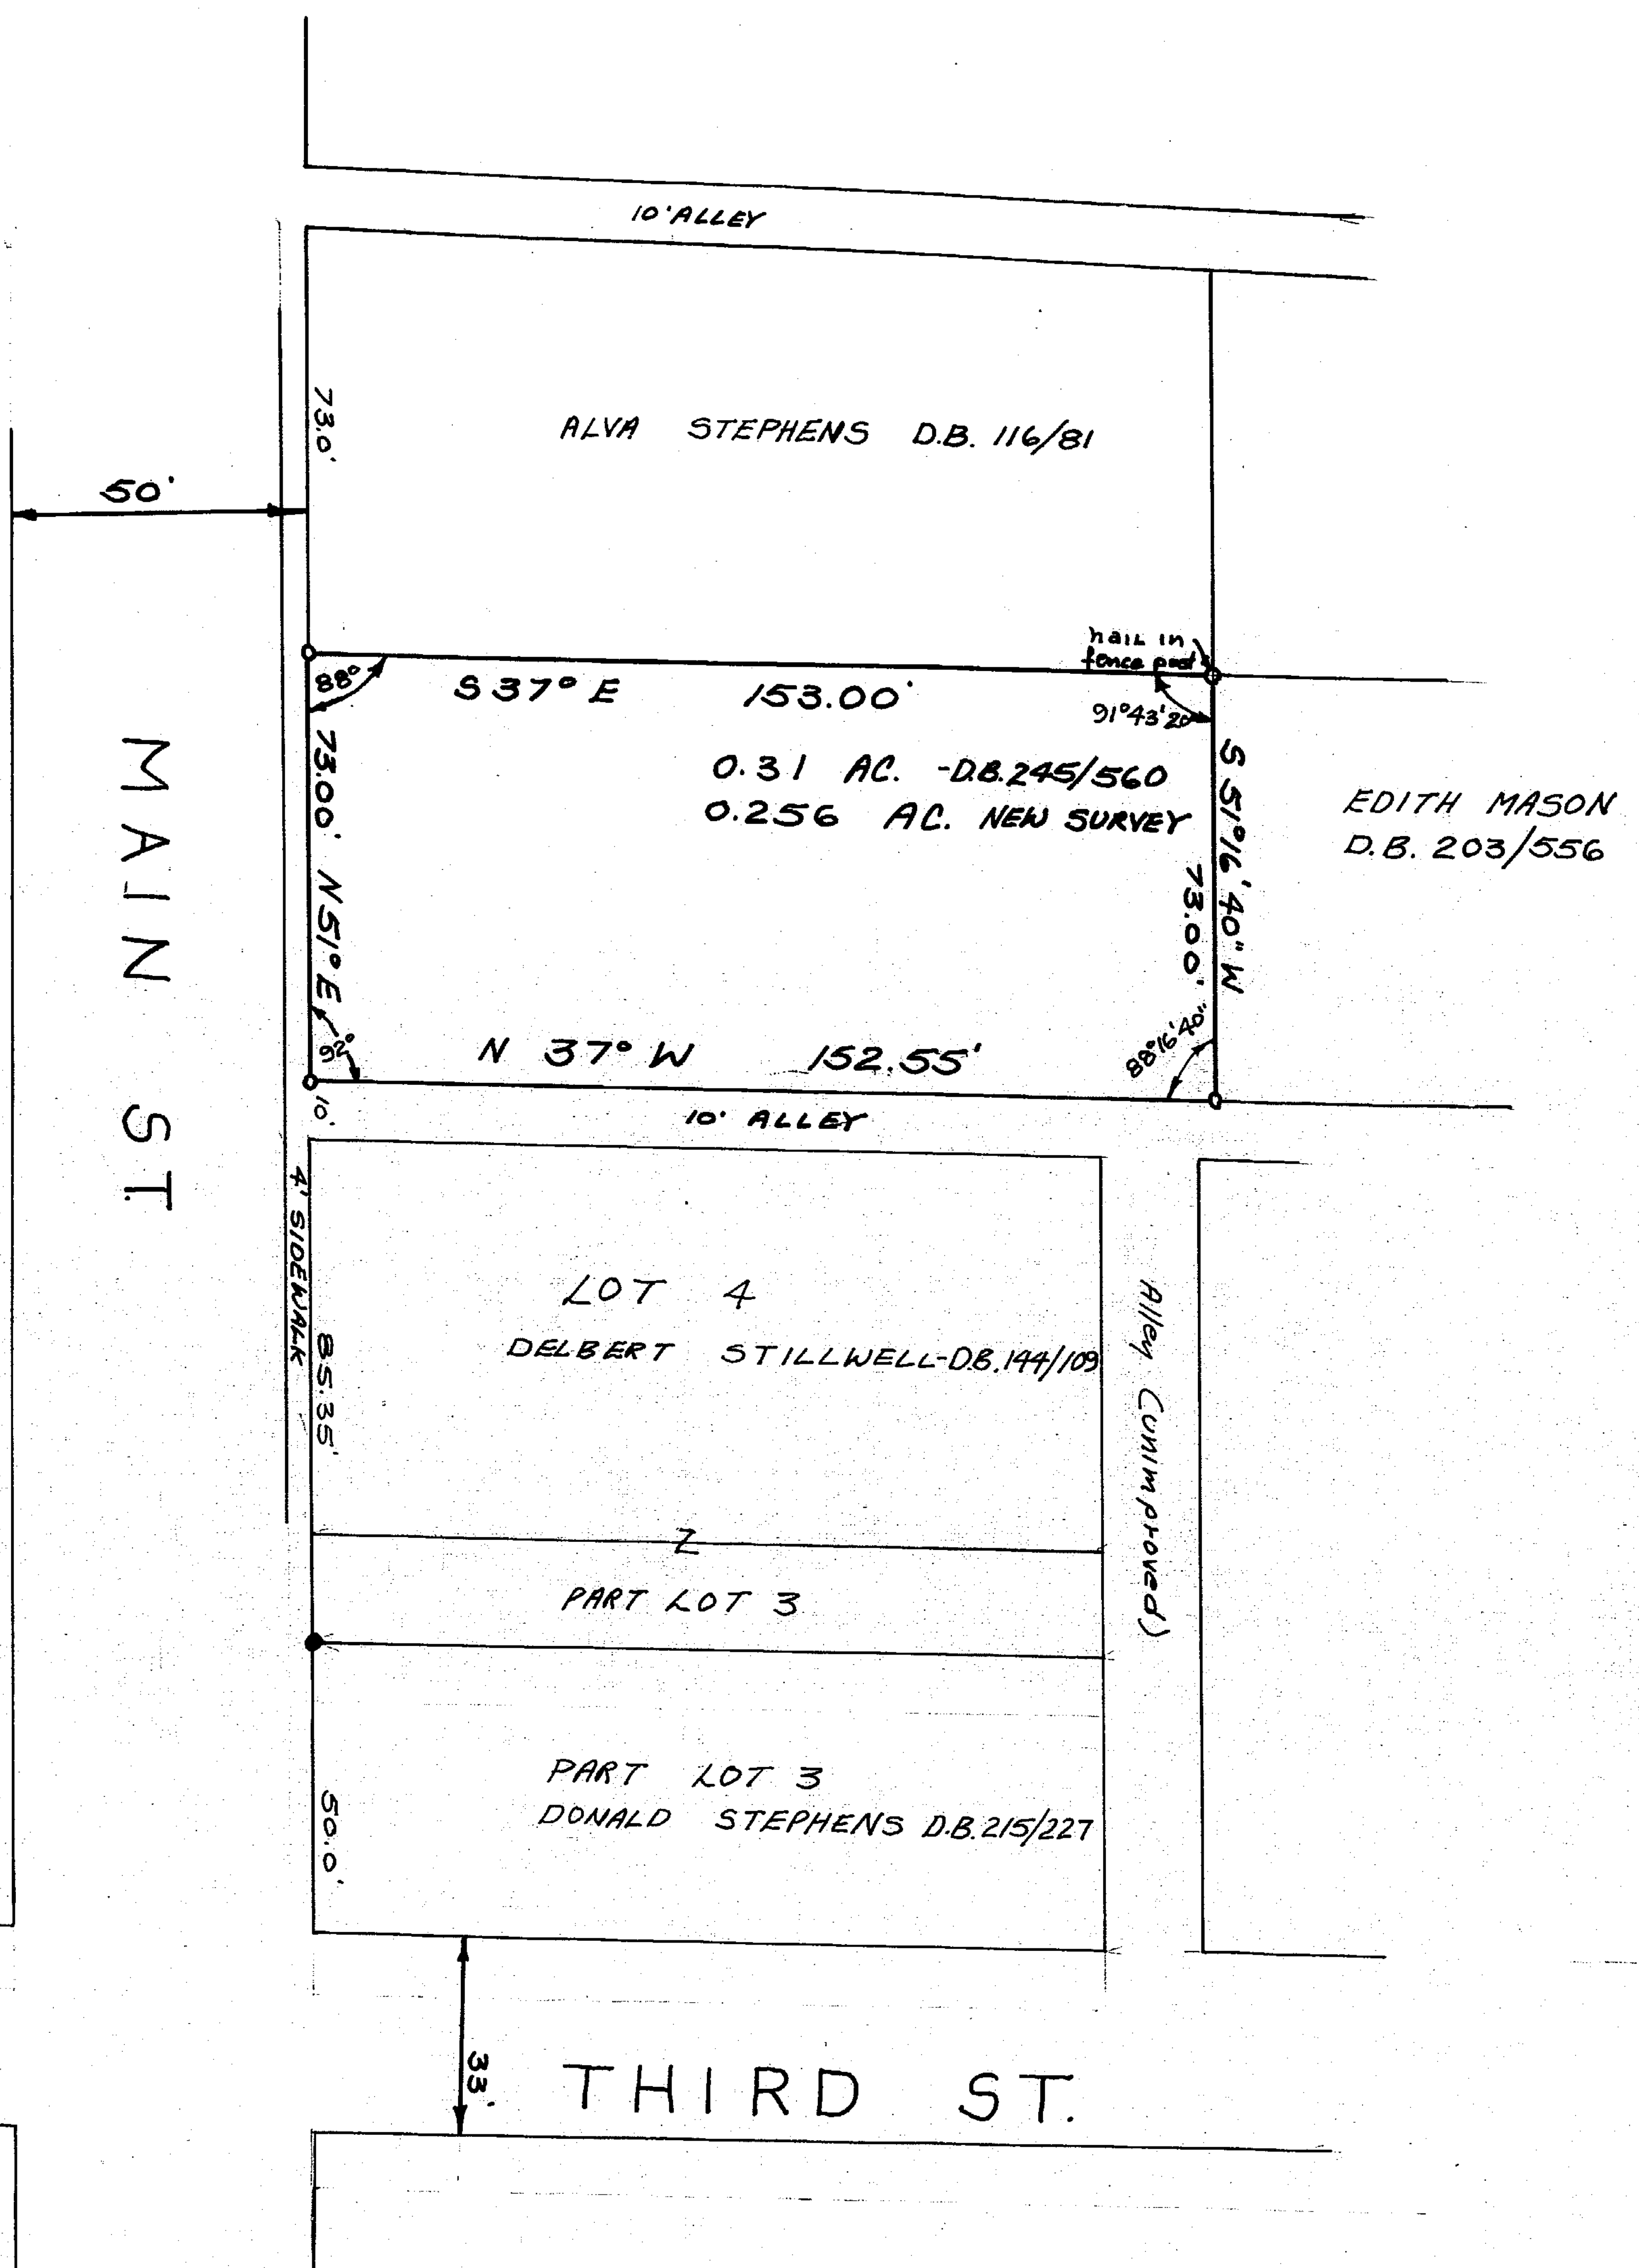 10' ALLEY
73.0'
ALVA STEPHENS D.B. 116/81
50'
nail in
fence post
88°
S 37° E 153.00'
91°43'20"
73.00' N 51° E
0.31 AC. -D.B. 245/560
0.256 AC. NEW SURVEY
S 51°16'40" W
73.00'
EDITH MASON
D.B. 203/556
MAIN ST.
92°
N 37° W 152.55'
88°16'40"
10'
10' ALLEY
4' SIDEWALK
85.35'
LOT 4
DELBERT STILLWELL-D.B. 144/109
Alley (unimproved)
Z
PART LOT 3
PART LOT 3
DONALD STEPHENS D.B. 215/227
50.0'
33'
THIRD ST.